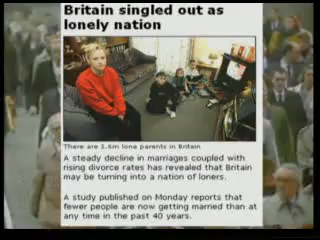 Britain singled out as
lonely nation
There are 1.6m lone parents in Britain
A steady decline in marriages coupled with
rising divorce rates has revealed that Britain
may be turning into a nation of loners.
A study published on Monday reports that
fewer people are now getting married than at
any time in the past 40 years.